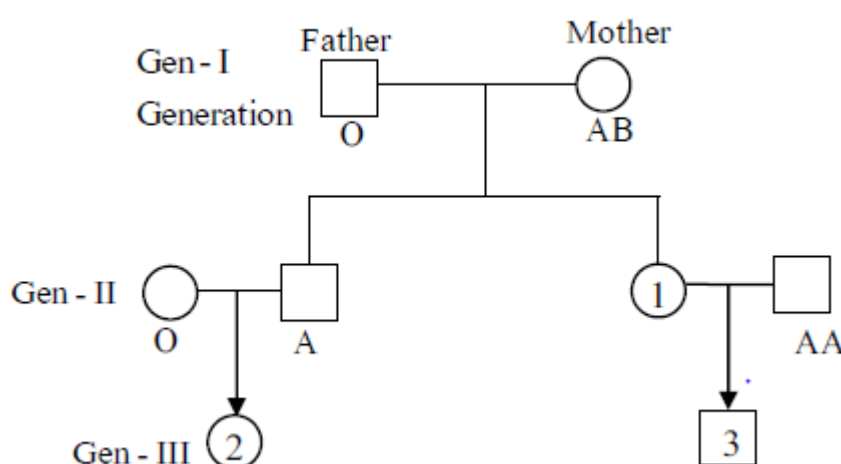 Father
Mother
Gen - I
Generation
O
AB
Gen - II
1
O
A
AA
Gen - III
2
3